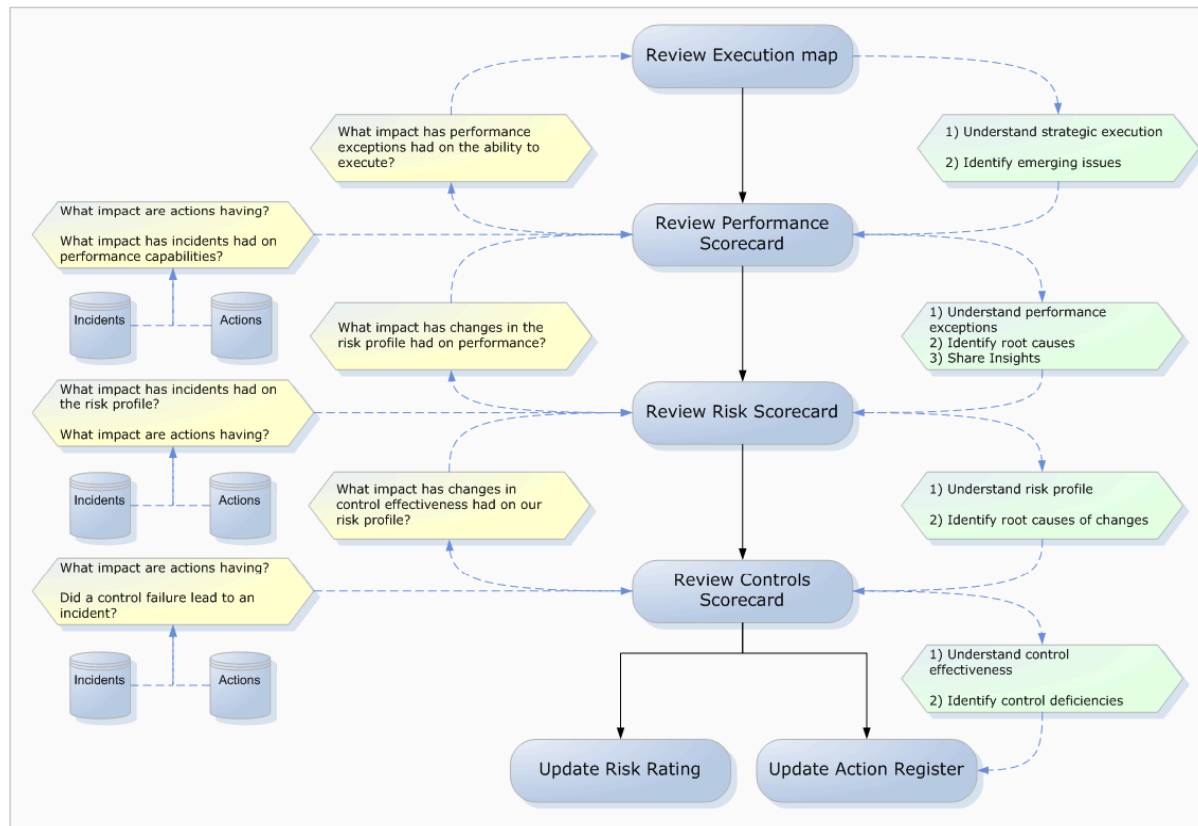 Review Execution map
What impact has performance
exceptions had on the ability to
execute?
1) Understand strategic execution
2) Identify emerging issues
What impact are actions having?
What impact has incidents had on
performance capabilities?
Review Performance
Scorecard
Incidents
Actions
What impact has changes in the
risk profile had on performance?
1) Understand performance
exceptions
2) Identify root causes
3) Share Insights
What impact has incidents had on
the risk profile?
What impact are actions having?
Review Risk Scorecard
Incidents
Actions
What impact has changes in
control effectiveness had on our
risk profile?
1) Understand risk profile
2) Identify root causes of changes
What impact are actions having?
Did a control failure lead to an
incident?
Review Controls
Scorecard
Incidents
Actions
1) Understand control
effectiveness
2) Identify control deficiencies
Update Risk Rating
Update Action Register